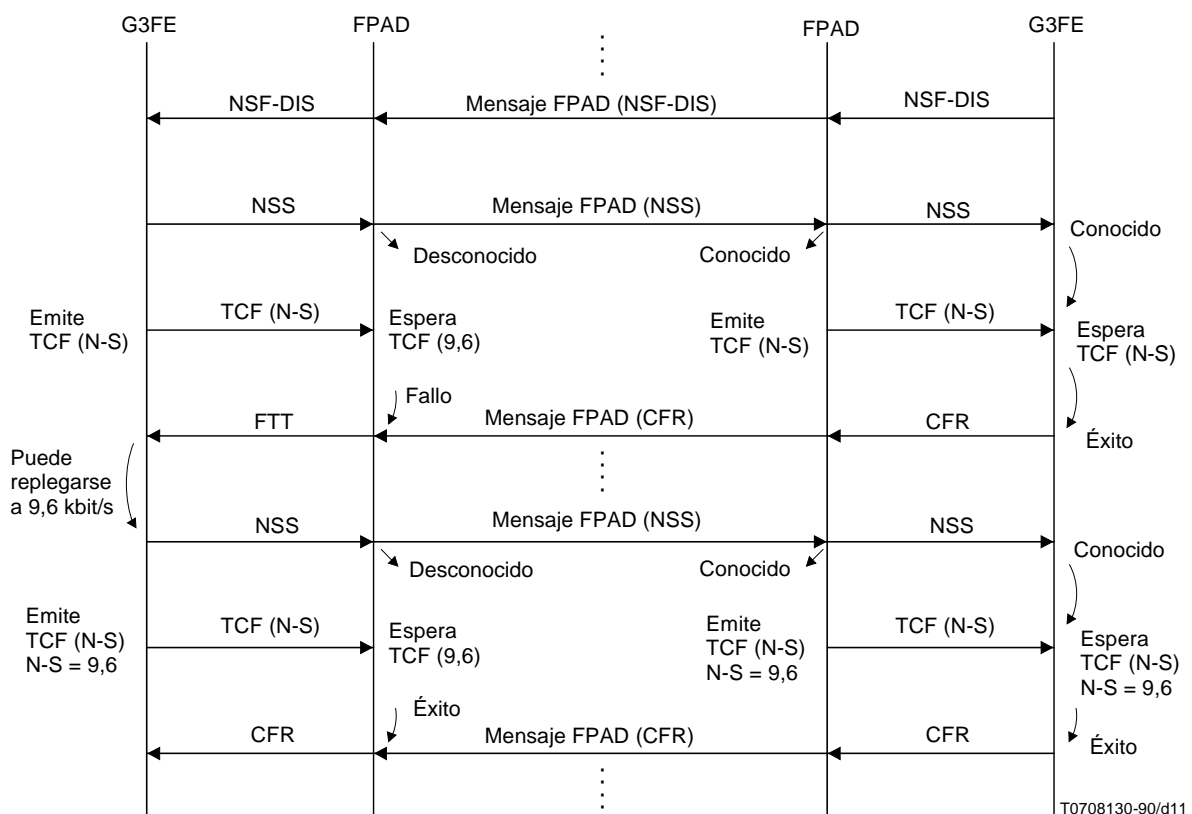 G3FE
FPAD
FPAD
G3FE
NSF-DIS
Mensaje FPAD (NSF-DIS)
NSF-DIS
NSS
Mensaje FPAD (NSS)
NSS
Desconocido
Conocido
Conocido
Emite
TCF (N-S)
TCF (N-S)
Espera
TCF (9,6)
Emite
TCF (N-S)
TCF (N-S)
Espera
TCF (N-S)
Fallo
FTT
Mensaje FPAD (CFR)
CFR
Éxito
Puede
replegarse
a 9,6 kbit/s
NSS
Mensaje FPAD (NSS)
NSS
Desconocido
Conocido
Conocido
Emite
TCF (N-S)
N-S = 9,6
TCF (N-S)
Espera
TCF (9,6)
Emite
TCF (N-S)
N-S = 9,6
TCF (N-S)
Espera
TCF (N-S)
N-S = 9,6
Éxito
CFR
Mensaje FPAD (CFR)
CFR
Éxito
T0708130-90/d11